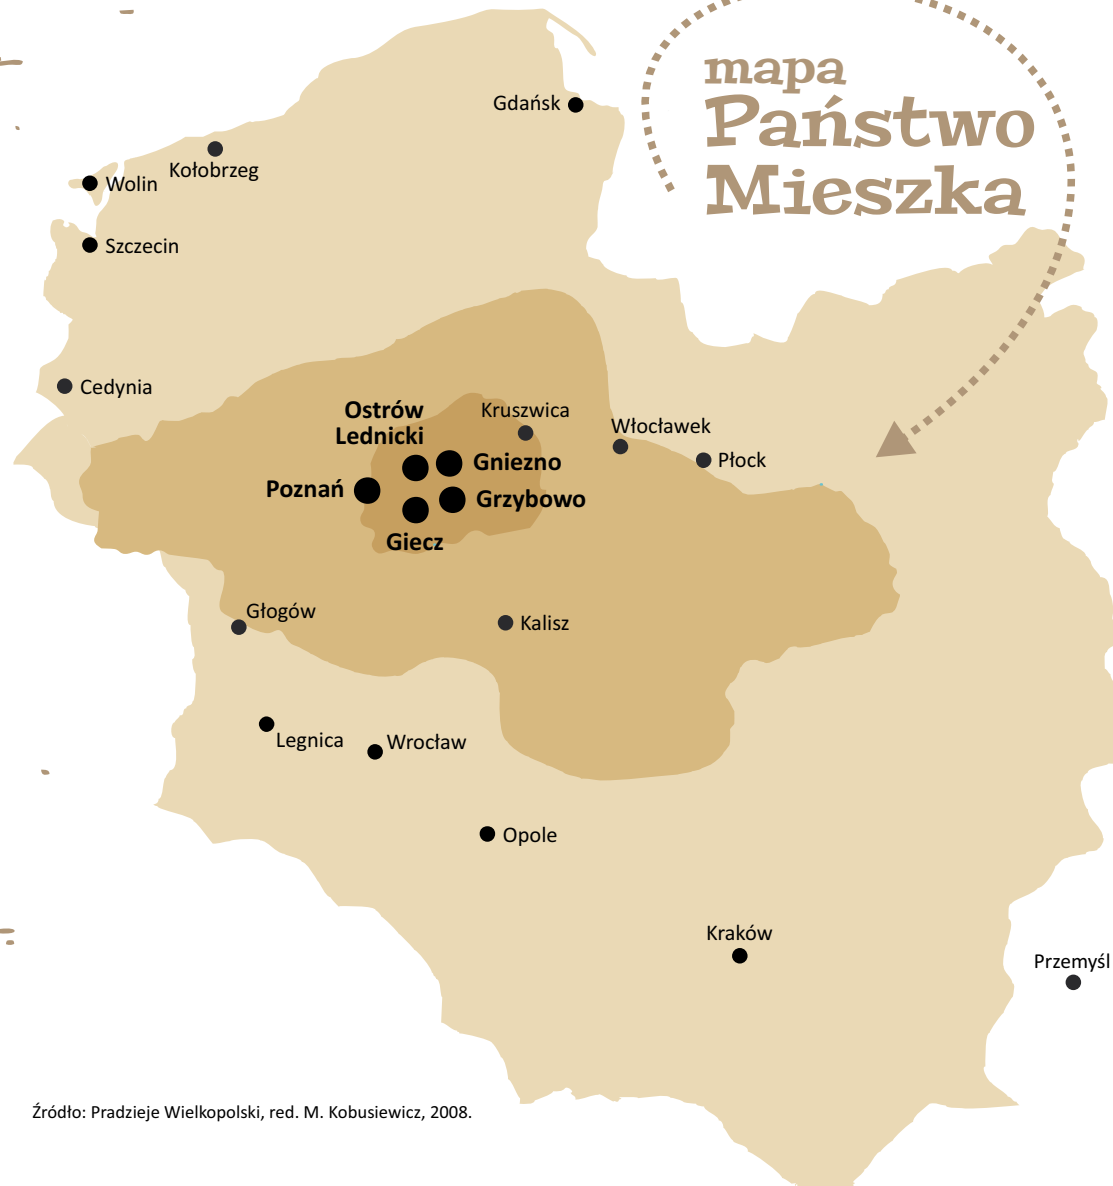 mapa
Państwo
Mieszka
Gdańsk
Kołobrzeg
Wolin
Szczecin
Cedynia
Ostrów
Lednicki
Kruszwica
Włocławek
Płock
Gniezno
Poznań
Grzybowo
Giecz
Głogów
Kalisz
Legnica
Wrocław
Opole
Kraków
Przemyśl
Źródło: Pradzieje Wielkopolski, red. M. Kobusiewicz, 2008.